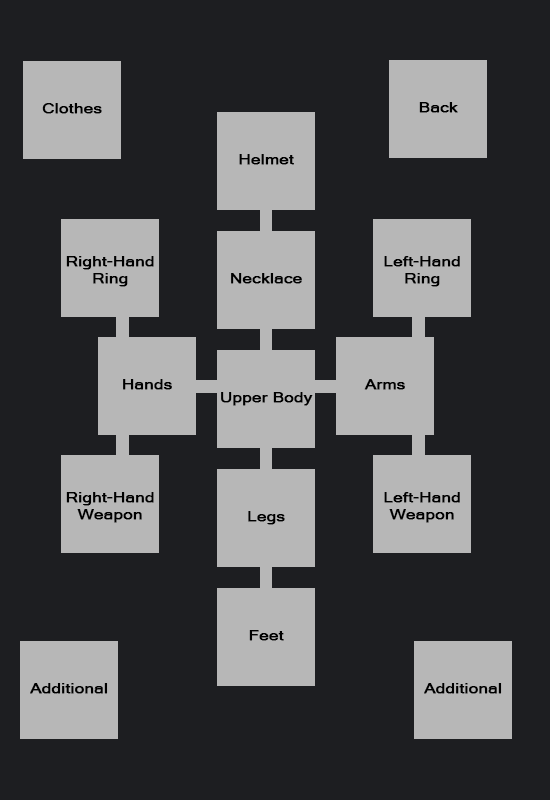 Clothes
Back
Helmet
Right-Hand
Ring
Necklace
Left-Hand
Ring
Hands
Upper Body
Arms
Right-Hand
Weapon
Legs
Left-Hand
Weapon
Feet
Additional
Additional